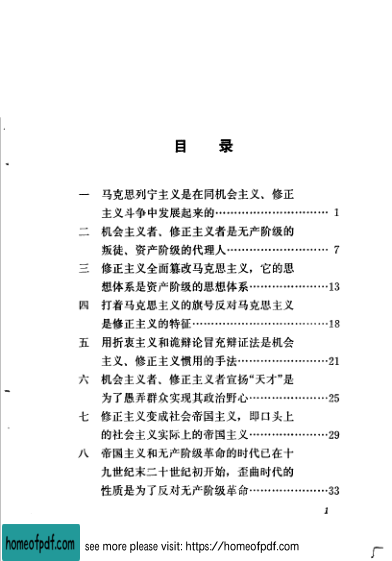 目 录
一 马克思列宁主义是在同机会主义、修正
主义斗争中发展起来的………………………… 1
二 机会主义者、修正主义者是无产阶级的
叛徒、资产阶级的代理人……………………… 7
三 修正主义全面篡改马克思主义，它的思
想体系是资产阶级的思想体系…………………13
四 打着马克思主义的旗号反对马克思主义
是修正主义的特征………………………………18
五 用折衷主义和诡辩论冒充辩证法是机会
主义、修正主义惯用的手法……………………21
六 机会主义者、修正主义者宣扬“天才”是
为了愚弄群众实现其政治野心…………………25
七 修正主义变成社会帝国主义，即口头上
的社会主义实际上的帝国主义…………………29
八 帝国主义和无产阶级革命的时代已在十
九世纪末二十世纪初开始，歪曲时代的
性质是为了反对无产阶级革命…………………33
1
homeofpdf.com
see more please visit: https://homeofpdf.com